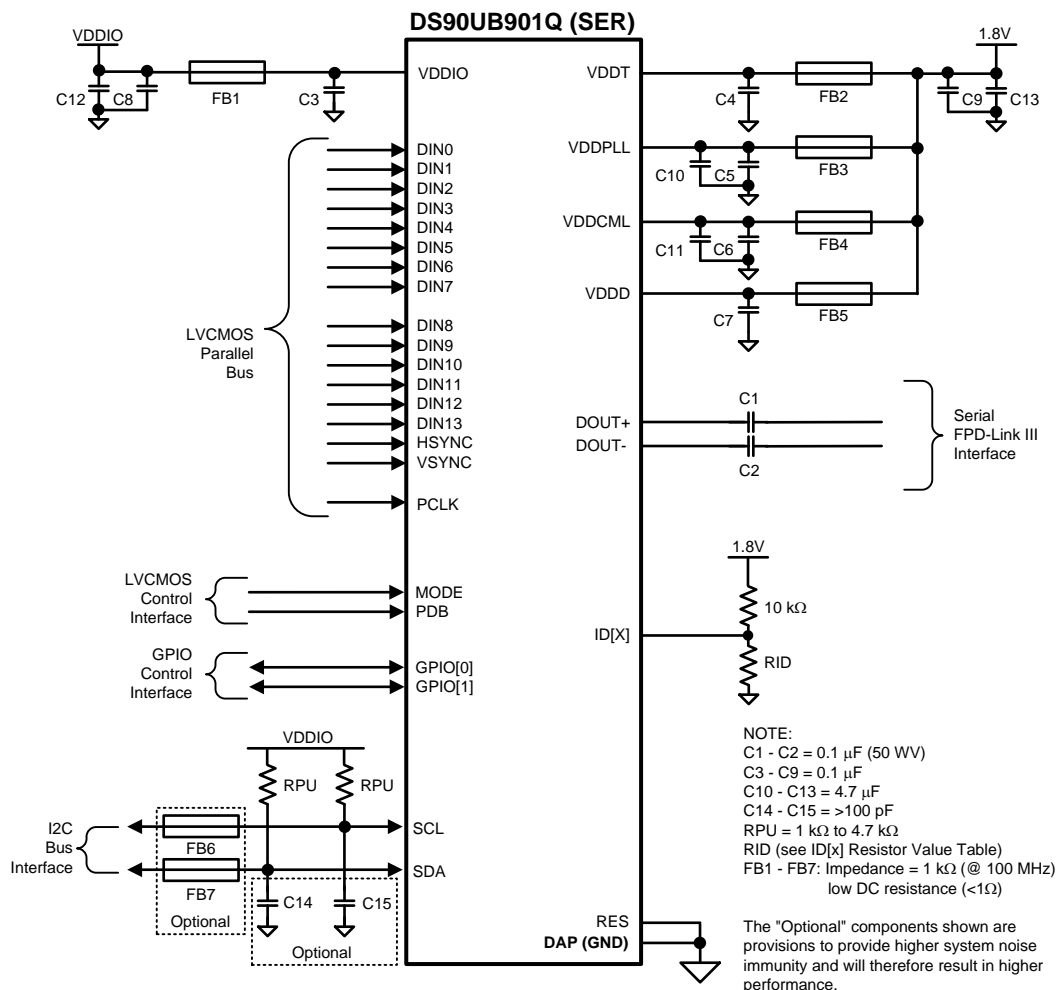 DS90UB901Q (SER)
VDDIO
C12
C8
FB1
C3
VDDIO
1.8V
VDDT
C4
FB2
C9
C13
VDDPLL
C10
C5
FB3
VDDCML
C11
C6
FB4
VDDD
C7
FB5
LVCMOS
Parallel
Bus
DIN0
DIN1
DIN2
DIN3
DIN4
DIN5
DIN6
DIN7
DIN8
DIN9
DIN10
DIN11
DIN12
DIN13
HSYNC
VSYNC
PCLK
DOUT+
DOUT-
C1
C2
Serial
FPD-Link III
Interface
LVCMOS
Control
Interface
MODE
PDB
GPIO
Control
Interface
GPIO[0]
GPIO[1]
1.8V
10 kΩ
ID[X]
RID
VDDIO
RPU
RPU
I2C
Bus
Interface
FB6
FB7
Optional
SCL
SDA
C14
C15
Optional
RES
DAP (GND)
NOTE:
C1 - C2 = 0.1 μF (50 WV)
C3 - C9 = 0.1 μF
C10 - C13 = 4.7 μF
C14 - C15 = >100 pF
RPU = 1 kΩ to 4.7 kΩ
RID (see ID[x] Resistor Value Table)
FB1 - FB7: Impedance = 1 kΩ (@ 100 MHz)
low DC resistance (<1Ω)
The "Optional" components shown are
provisions to provide higher system noise
immunity and will therefore result in higher
performance.